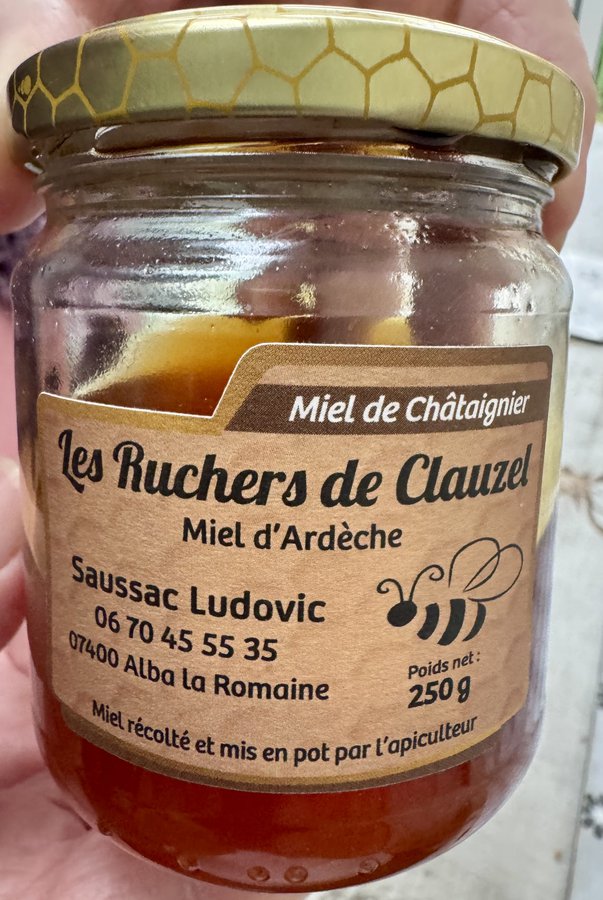 Miel de Châtaignier
Les Ruchers de Clauzel
Miel d'Ardèche
Saussac Ludovic
06 70 45 55 35
07400 Alba la Romaine
Poids net :
250 g
Miel récolté et mis en pot par l'apiculteur